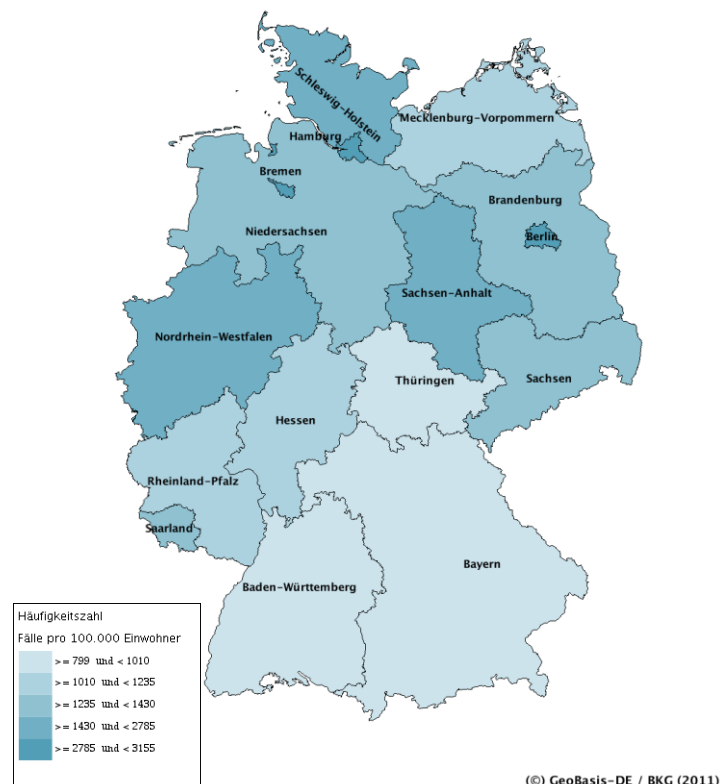 Schleswig-Holstein
Mecklenburg-Vorpommern
Hamburg
Bremen
Brandenburg
Niedersachsen
Berlin
Sachsen-Anhalt
Nordrhein-Westfalen
Thüringen
Sachsen
Hessen
Rheinland-Pfalz
Saarland
Bayern
Baden-Württemberg
Häufigkeitszahl
Fälle pro 100.000 Einwohner
>= 799 und < 1010
>= 1010 und < 1235
>= 1235 und < 1430
>= 1430 und < 2785
>= 2785 und < 3155
(©) GeoBasis-DE / BKG (2011)